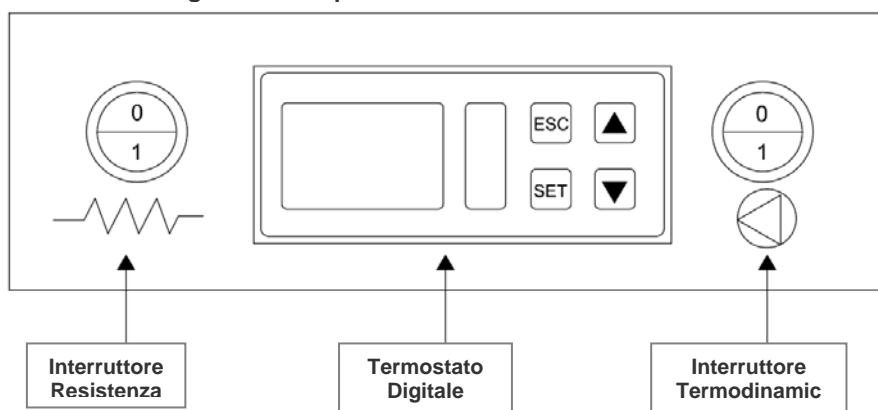 0
1
ESC
SET
0
1
Interruttore
Resistenza
Termostato
Digitale
Interruttore
Termodinamic